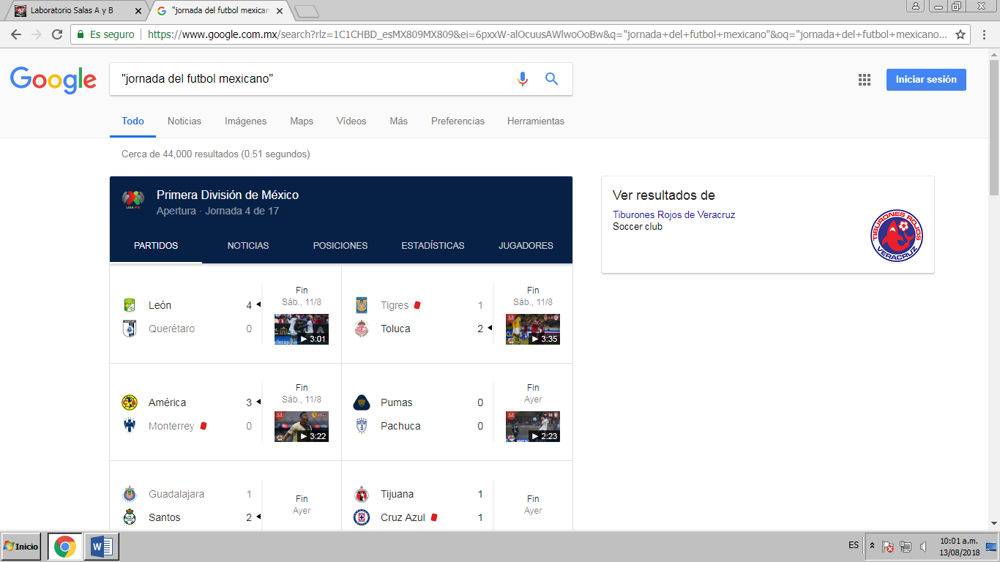 Laboratorio Salas A y B
"jornada del futbol mexican
Es seguro
https://www.google.com.mx/search?rlz=1C1CHBD_esMX809MX809&ei=6pxxW-alOcuusAWlwoOoBw&q="jornada+del+futbol+mexicano"&oq="jornada+del+futbol+mexicano...
Google
"jornada del futbol mexicano"
Iniciar sesión
Todo
Noticias
Imágenes
Maps
Vídeos
Más
Preferencias
Herramientas
Cerca de 44,000 resultados (0.51 segundos)
Primera División de México
Apertura · Jornada 4 de 17
PARTIDOS
NOTICIAS
POSICIONES
ESTADÍSTICAS
JUGADORES
León 4
Querétaro 0
Fin
Sáb., 11/8
3:01
Tigres 1
Toluca 2
Fin
Sáb., 11/8
3:35
América 3
Monterrey 0
Fin
Sáb., 11/8
3:22
Pumas 0
Pachuca 0
Fin
Ayer
2:23
Guadalajara 1
Santos 2
Fin
Ayer
Tijuana 1
Cruz Azul 1
Fin
Ayer
Ver resultados de
Tiburones Rojos de Veracruz
Soccer club
TIBURONES ROJOS
VERACRUZ
Inicio
ES
10:01 a.m.
13/08/2018